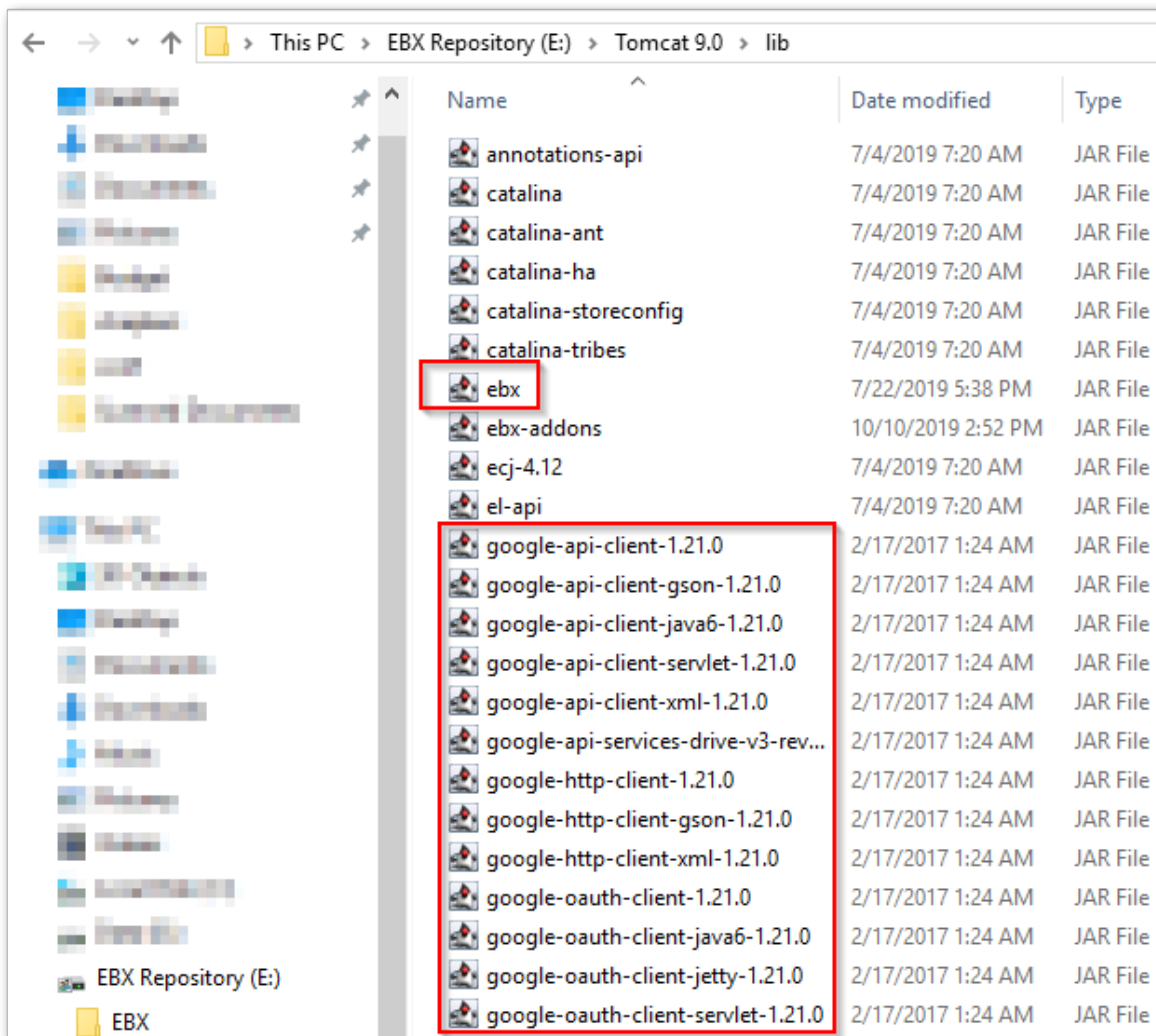 This PC > EBX Repository (E:) > Tomcat 9.0 > lib
Name Date modified Type
annotations-api 7/4/2019 7:20 AM JAR File
catalina 7/4/2019 7:20 AM JAR File
catalina-ant 7/4/2019 7:20 AM JAR File
catalina-ha 7/4/2019 7:20 AM JAR File
catalina-storeconfig 7/4/2019 7:20 AM JAR File
catalina-tribes 7/4/2019 7:20 AM JAR File
ebx 7/22/2019 5:38 PM JAR File
ebx-addons 10/10/2019 2:52 PM JAR File
ecj-4.12 7/4/2019 7:20 AM JAR File
el-api 7/4/2019 7:20 AM JAR File
google-api-client-1.21.0 2/17/2017 1:24 AM JAR File
google-api-client-gson-1.21.0 2/17/2017 1:24 AM JAR File
google-api-client-java6-1.21.0 2/17/2017 1:24 AM JAR File
google-api-client-servlet-1.21.0 2/17/2017 1:24 AM JAR File
google-api-client-xml-1.21.0 2/17/2017 1:24 AM JAR File
google-api-services-drive-v3-rev... 2/17/2017 1:24 AM JAR File
google-http-client-1.21.0 2/17/2017 1:24 AM JAR File
google-http-client-gson-1.21.0 2/17/2017 1:24 AM JAR File
google-http-client-xml-1.21.0 2/17/2017 1:24 AM JAR File
google-oauth-client-1.21.0 2/17/2017 1:24 AM JAR File
google-oauth-client-java6-1.21.0 2/17/2017 1:24 AM JAR File
google-oauth-client-jetty-1.21.0 2/17/2017 1:24 AM JAR File
google-oauth-client-servlet-1.21.0 2/17/2017 1:24 AM JAR File
EBX Repository (E:)
EBX